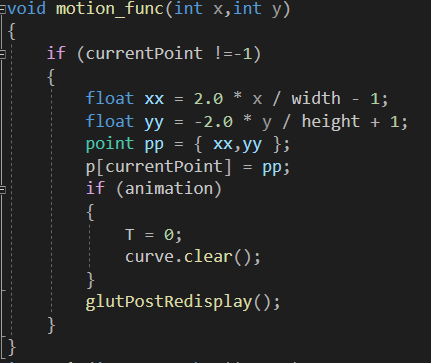 void motion_func(int x,int y)
{
    if (currentPoint !=-1)
    {
        float xx = 2.0 * x / width - 1;
        float yy = -2.0 * y / height + 1;
        point pp = { xx,yy };
        p[currentPoint] = pp;
        if (animation)
        {
            T = 0;
            curve.clear();
        }
        glutPostRedisplay();
    }
}